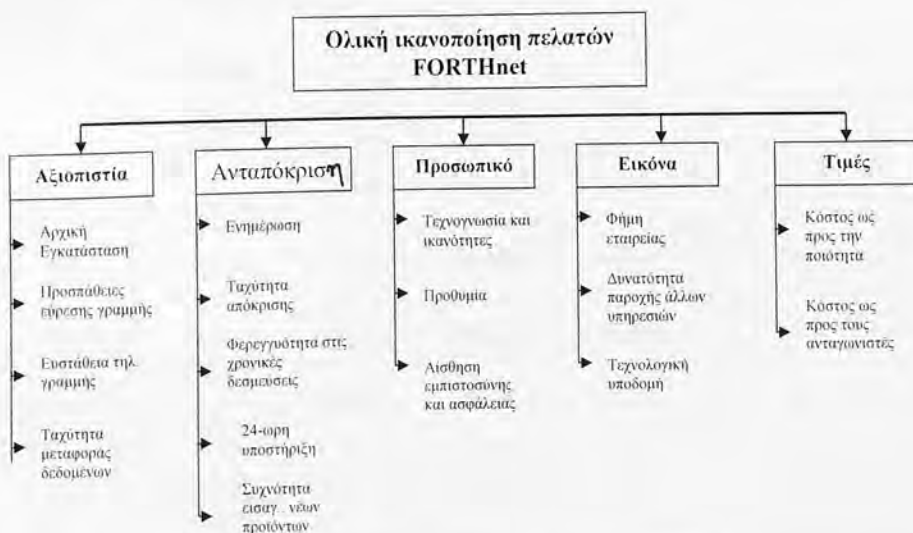 Ολική ικανοποίηση πελατών
FORTHnet
Αξιοπιστία
Αρχική
Εγκατάσταση
Προσπάθειες
εύρεσης γραμμής
Ευστάθεια τηλ.
γραμμής
Ταχύτητα
μεταφοράς
δεδομένων
Ανταπόκριση
Ενημέρωση
Ταχύτητα
απόκρισης
Φερεγγυότητα στις
χρονικές
δεσμεύσεις
24-ωρη
υποστήριξη
Συχνότητα
εισαγ.. νέων
προϊόντων
Προσωπικό
Τεχνογνωσία και
ικανότητες
Προθυμία
Αίσθηση
εμπιστοσύνης
και ασφάλειας
Εικόνα
Φήμη
εταιρείας
Δυνατότητα
παροχής άλλων
υπηρεσιών
Τεχνολογική
υποδομή
Τιμές
Κόστος ως
προς την
ποιότητα
Κόστος ως
προς τους
ανταγωνιστές